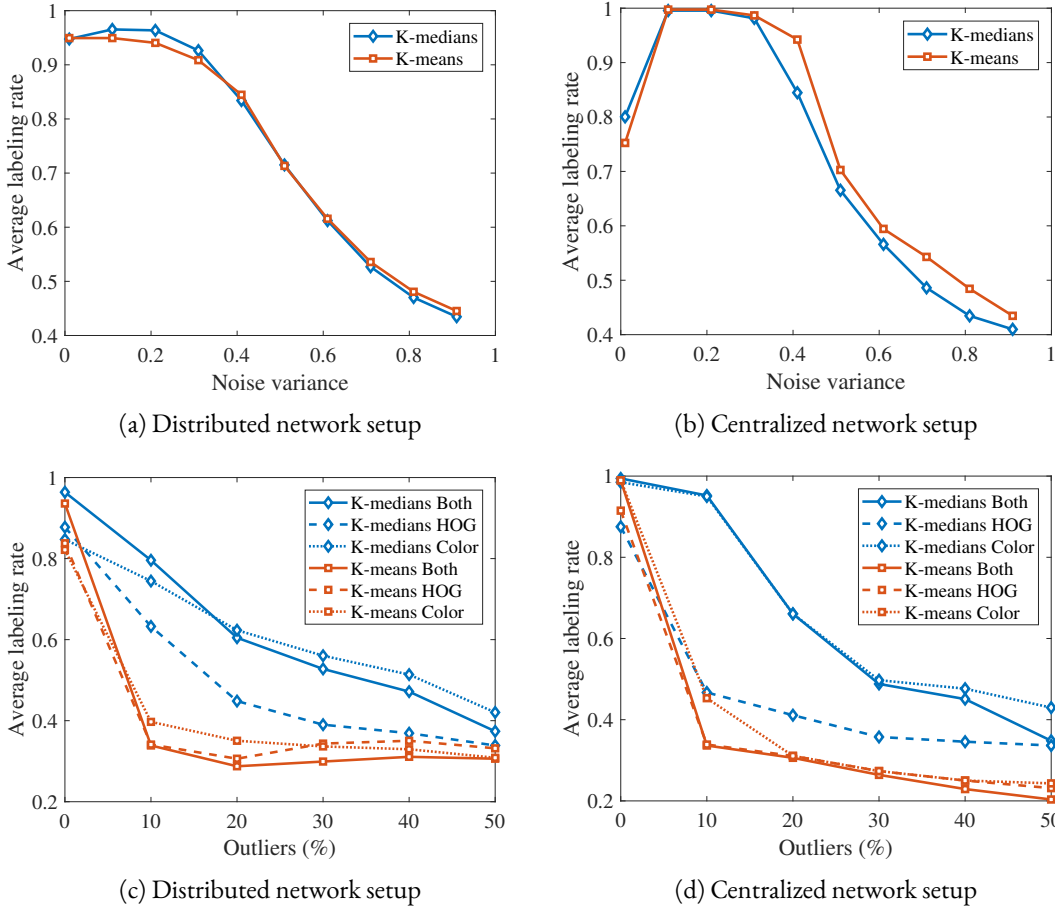 1
0.9
0.8
0.7
0.6
0.5
0.4
0
0.2
0.4
0.6
0.8
1
Average labeling rate
Noise variance
K-medians
K-means
(a) Distributed network setup
1
0.9
0.8
0.7
0.6
0.5
0.4
0
0.2
0.4
0.6
0.8
1
Average labeling rate
Noise variance
K-medians
K-means
(b) Centralized network setup
1
0.8
0.6
0.4
0.2
0
10
20
30
40
50
Average labeling rate
Outliers (%)
K-medians Both
K-medians HOG
K-medians Color
K-means Both
K-means HOG
K-means Color
(c) Distributed network setup
1
0.8
0.6
0.4
0.2
0
10
20
30
40
50
Average labeling rate
Outliers (%)
K-medians Both
K-medians HOG
K-medians Color
K-means Both
K-means HOG
K-means Color
(d) Centralized network setup